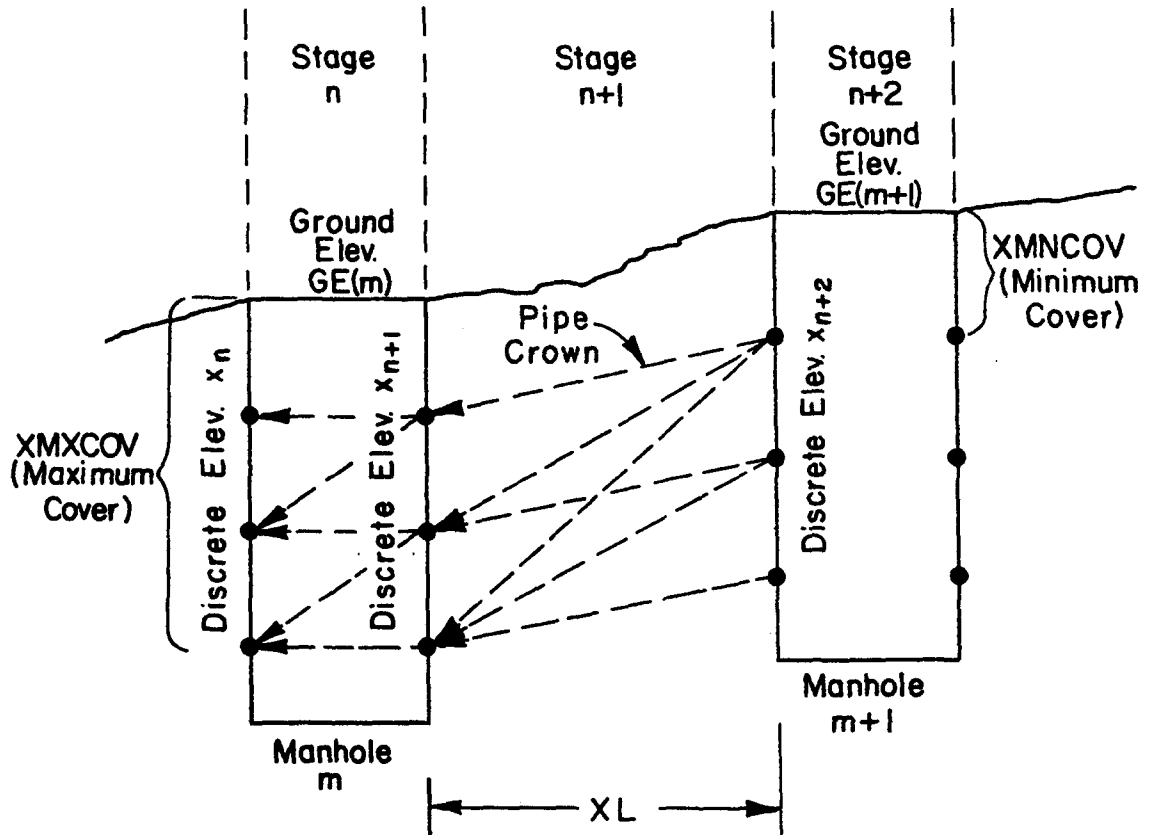 Stage
n
Stage
n+1
Stage
n+2
Ground
Elev.
GE(m+1)
Ground
Elev.
GE(m)
XMNCOV
(Minimum
Cover)
Pipe
Crown
XMXCOV
(Maximum
Cover)
Discrete Elev. xn
Discrete Elev. xn+1
Discrete Elev. xn+2
Manhole
m
Manhole
m+1
XL